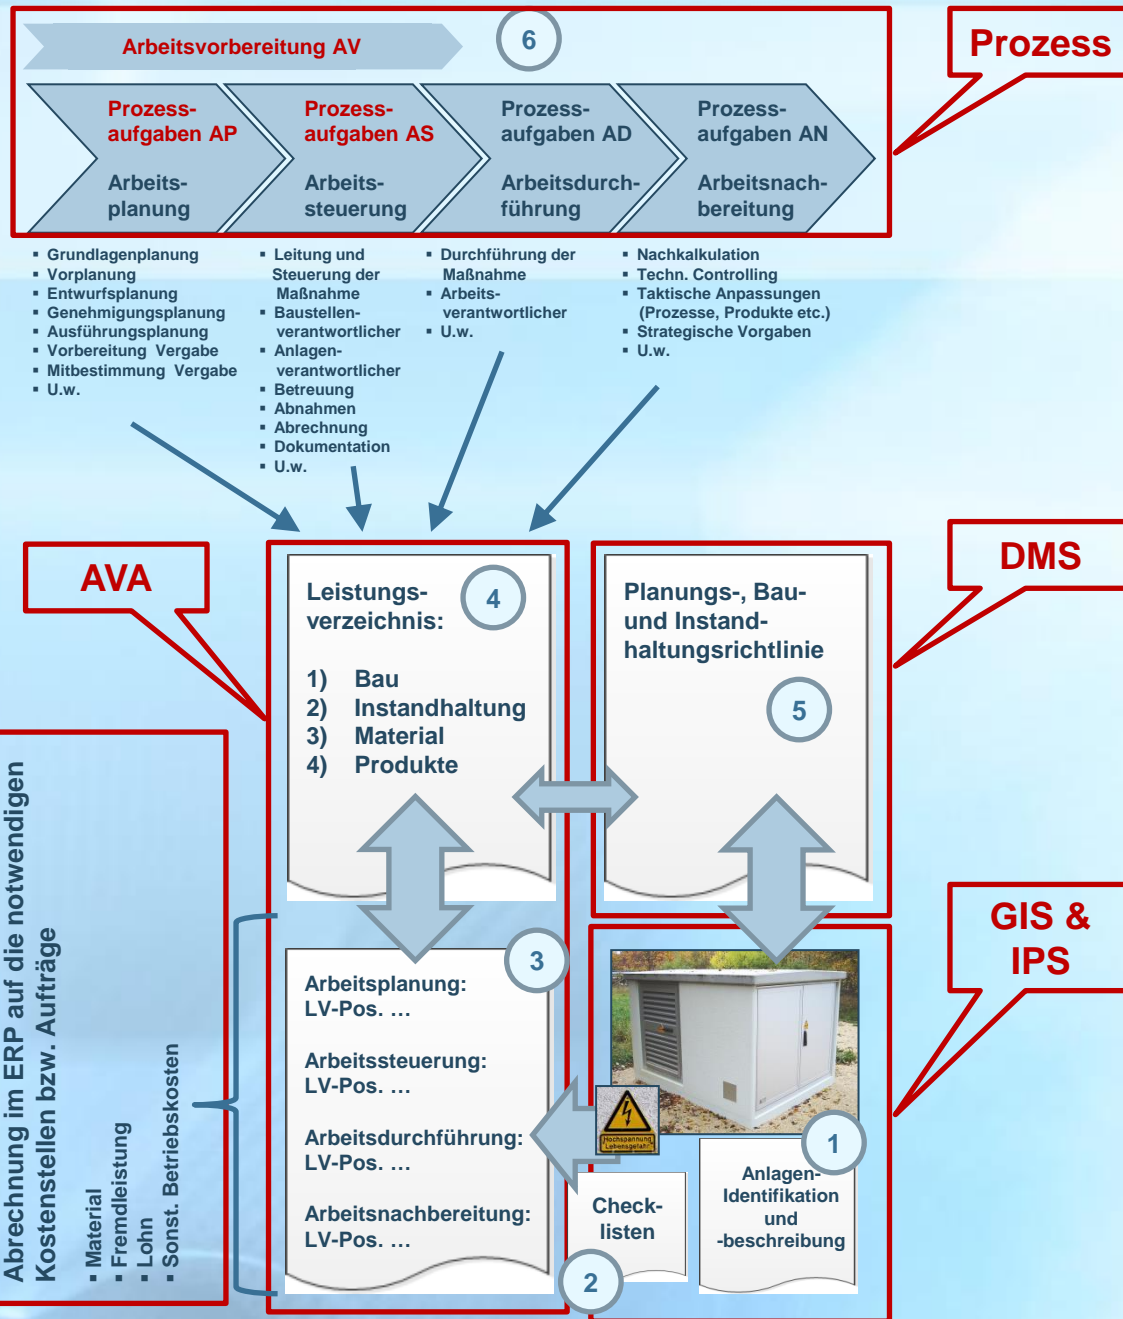 Prozess
Arbeitsvorbereitung AV
6
Prozess-
aufgaben AP
Arbeits-
planung
Prozess-
aufgaben AS
Arbeits-
steuerung
Prozess-
aufgaben AD
Arbeitsdurch-
führung
Prozess-
aufgaben AN
Arbeitsnach-
bereitung
▪ Grundlagenplanung
▪ Vorplanung
▪ Entwurfsplanung
▪ Genehmigungsplanung
▪ Ausführungsplanung
▪ Vorbereitung Vergabe
▪ Mitbestimmung Vergabe
▪ U.w.
▪ Leitung und
Steuerung der
Maßnahme
▪ Baustellen-
verantwortlicher
▪ Anlagen-
verantwortlicher
▪ Betreuung
▪ Abnahmen
▪ Abrechnung
▪ Dokumentation
▪ U.w.
▪ Durchführung der
Maßnahme
▪ Arbeits-
verantwortlicher
▪ U.w.
▪ Nachkalkulation
▪ Techn. Controlling
▪ Taktische Anpassungen
(Prozesse, Produkte etc.)
▪ Strategische Vorgaben
▪ U.w.
AVA
DMS
Leistungs-
verzeichnis:
4
1) Bau
2) Instandhaltung
3) Material
4) Produkte
Planungs-, Bau-
und Instand-
haltungsrichtlinie
5
GIS &
IPS
Abrechnung im ERP auf die notwendigen
Kostenstellen bzw. Aufträge
▪ Material
▪ Fremdleistung
▪ Lohn
▪ Sonst. Betriebskosten
3
Arbeitsplanung:
LV-Pos. …
Arbeitssteuerung:
LV-Pos. …
Arbeitsdurchführung:
LV-Pos. …
Arbeitsnachbereitung:
LV-Pos. …
Hochspannung
Lebensgefahr
1
Anlagen-
Identifikation
und
-beschreibung
Check-
listen
2